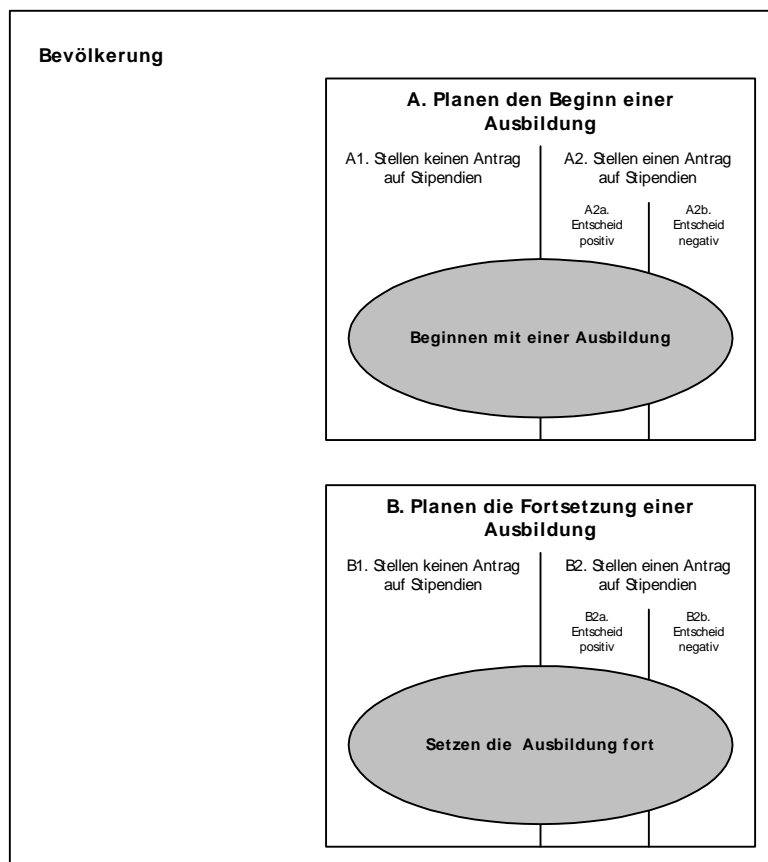 Bevölkerung
A. Planen den Beginn einer
Ausbildung
A1. Stellen keinen Antrag
auf Stipendien
A2. Stellen einen Antrag
auf Stipendien
A2a.
Entscheid
positiv
A2b.
Entscheid
negativ
Beginnen mit einer Ausbildung
B. Planen die Fortsetzung einer
Ausbildung
B1. Stellen keinen Antrag
auf Stipendien
B2. Stellen einen Antrag
auf Stipendien
B2a.
Entscheid
positiv
B2b.
Entscheid
negativ
Setzen die Ausbildung fort